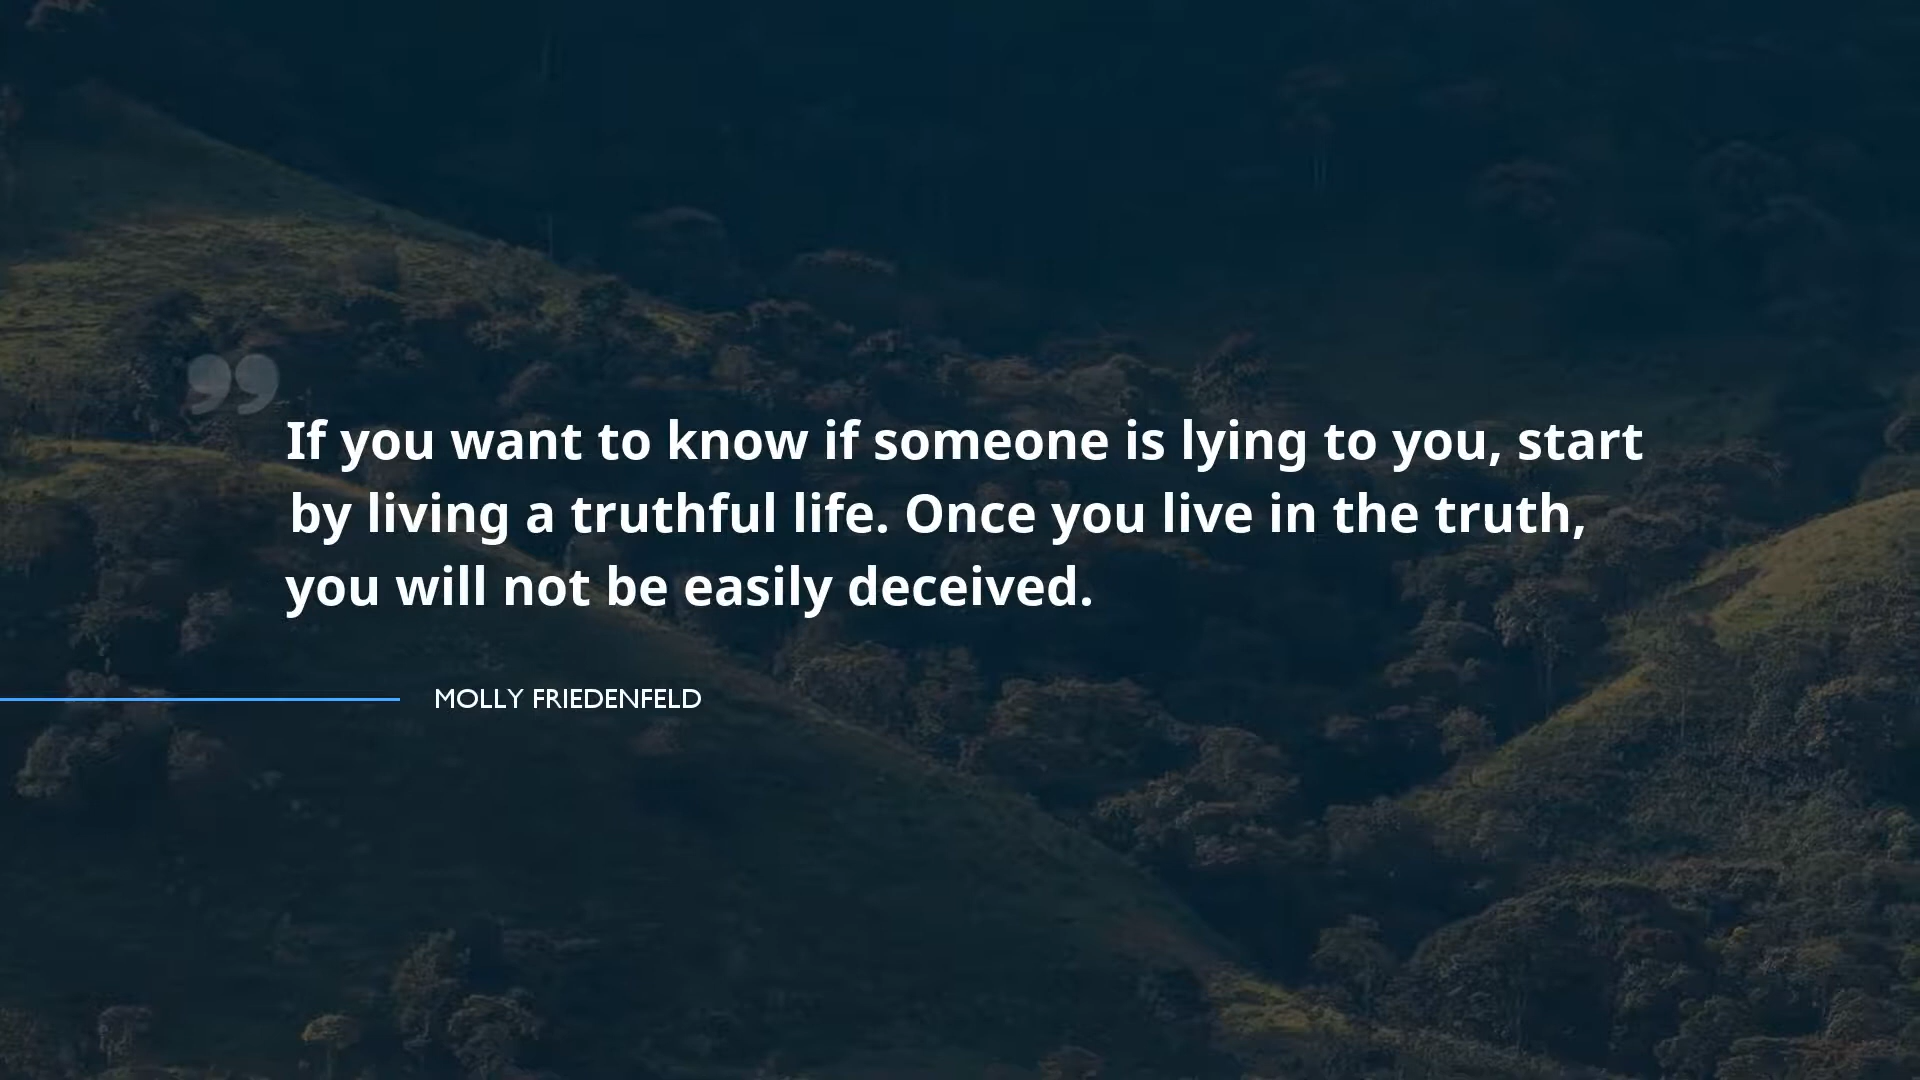 If you want to know if someone is lying to you, start
by living a truthful life. Once you live in the truth,
you will not be easily deceived.
MOLLY FRIEDENFELD